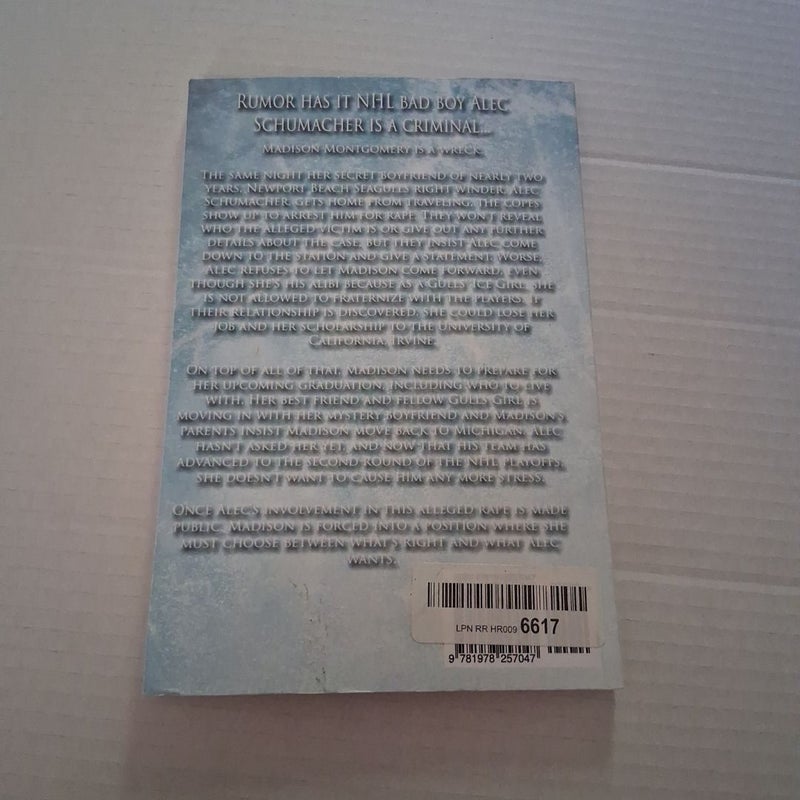 Rumor has it NHL bad boy Alec
Schumacher is a criminal...
Madison Montgomery is a wreck.
The same night her secret boyfriend of nearly two
years, Newport Beach Seagulls right winder, Alec
Schumacher, gets home from traveling, the copes
show up to arrest him for rape. They won't reveal
who the alleged victim is or give out any further
details about the case, but they insist Alec come
down to the station and give a statement. Worse,
Alec refuses to let Madison come forward, even
though she's his alibi because as a Gulls' Ice Girl, she
is not allowed to fraternize with the players. If
their relationship is discovered, she could lose her
job and her scholarship to the University of
California, Irvine.
On top of all of that, Madison needs to prepare for
her upcoming graduation, including who to live
with. Her best friend and fellow Gulls Girl is
moving in with her mystery boyfriend and Madison's
parents insist Madison move back to Michigan. Alec
hasn't asked her yet, and now that his team has
advanced to the second round of the NHL playoffs,
she doesn't want to cause him any more stress.
Once Alec's involvement in this alleged rape is made
public, Madison is forced into a position where she
must choose between what's right and what Alec
wants.
LPN RR HR009 6617
9 781978 257047